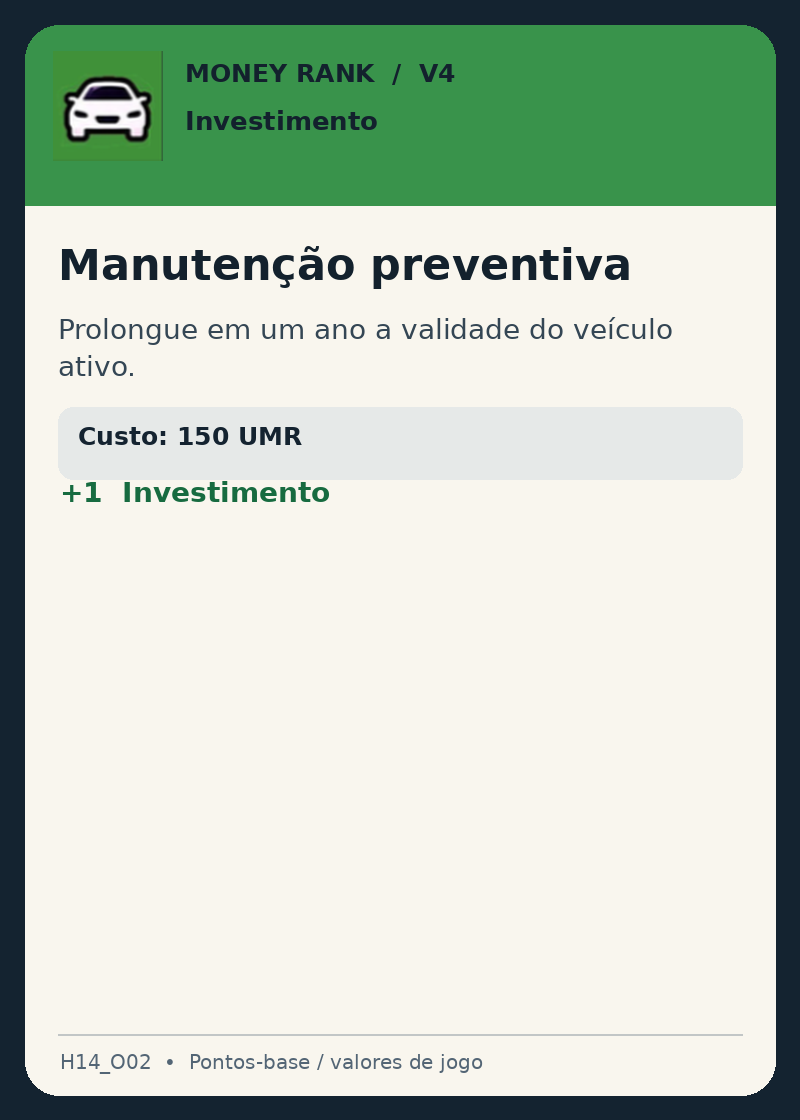 MONEY RANK / V4
Investimento
Manutenção preventiva
Prolongue em um ano a validade do veículo
ativo.
Custo: 150 UMR
+1 Investimento
H14_O02 • Pontos-base / valores de jogo